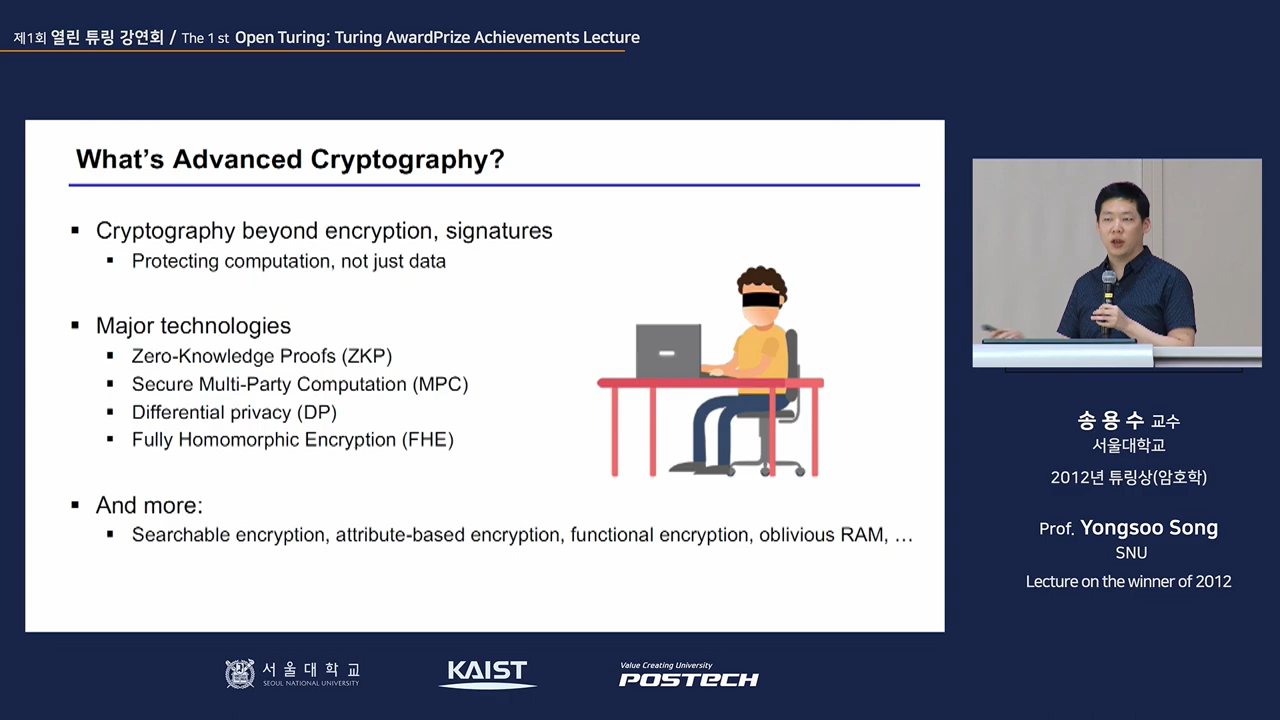 제1회 열린 튜링 강연회 / The 1 st Open Turing: Turing AwardPrize Achievements Lecture
What's Advanced Cryptography?
▪ Cryptography beyond encryption, signatures
▪ Protecting computation, not just data
▪ Major technologies
▪ Zero-Knowledge Proofs (ZKP)
▪ Secure Multi-Party Computation (MPC)
▪ Differential privacy (DP)
▪ Fully Homomorphic Encryption (FHE)
▪ And more:
▪ Searchable encryption, attribute-based encryption, functional encryption, oblivious RAM, …
송용수 교수
서울대학교
2012년 튜링상(암호학)
Prof. Yongsoo Song
SNU
Lecture on the winner of 2012
서울대학교
SEOUL NATIONAL UNIVERSITY
KAIST
Value Creating University
POSTECH